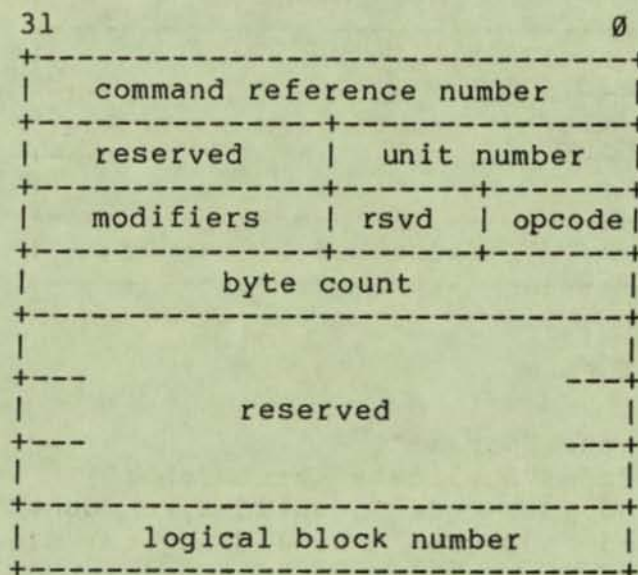 31 0
command reference number
reserved | unit number
modifiers | rsvd | opcode
byte count
reserved
logical block number